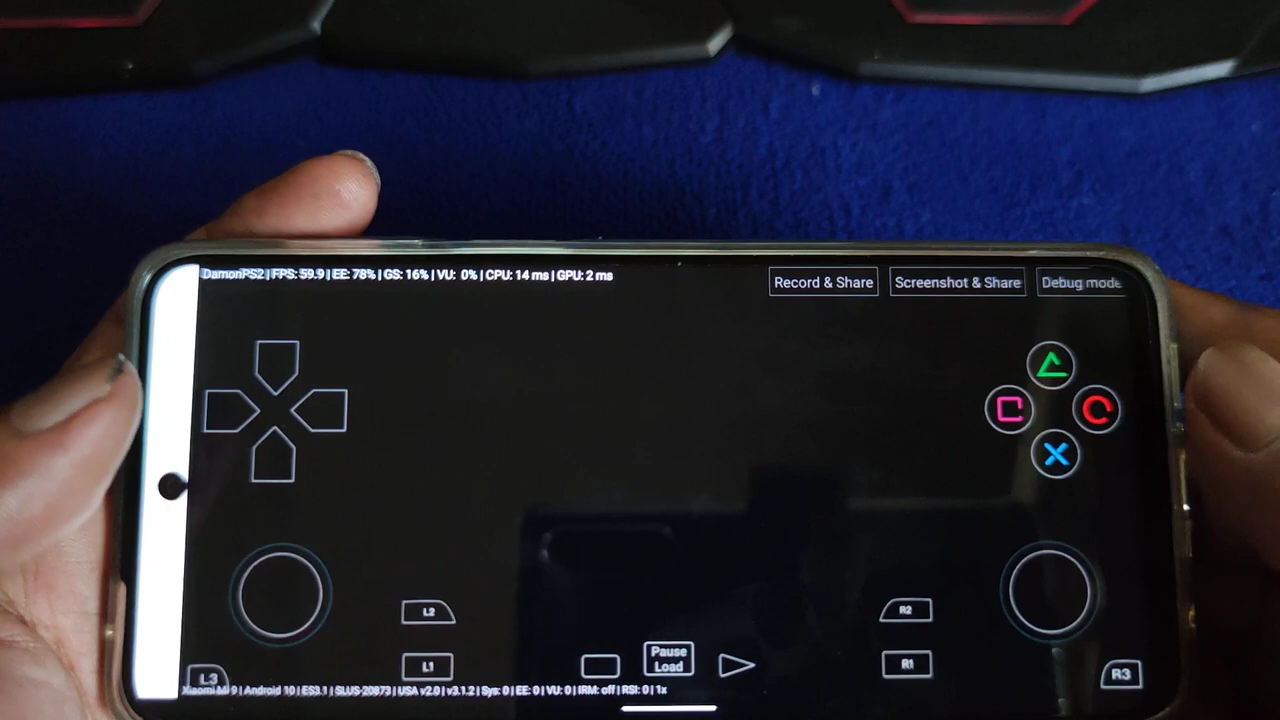 DamonPS2 | FPS: 59.9 | EE: 78% | GS: 16% | VU: 0% | CPU: 14 ms | GPU: 2 ms
Record & Share
Screenshot & Share
Debug mode
L2
R2
L1
Pause
Load
R1
L3
R3
Xiaomi MI 9 | Android 10 | ES3.1 | SLUS-20873 | USA v2.0 | v3.1.2 | Sys: 0 | EE: 0 | VU: 0 | IRM: off | RSI: 0 | 1x